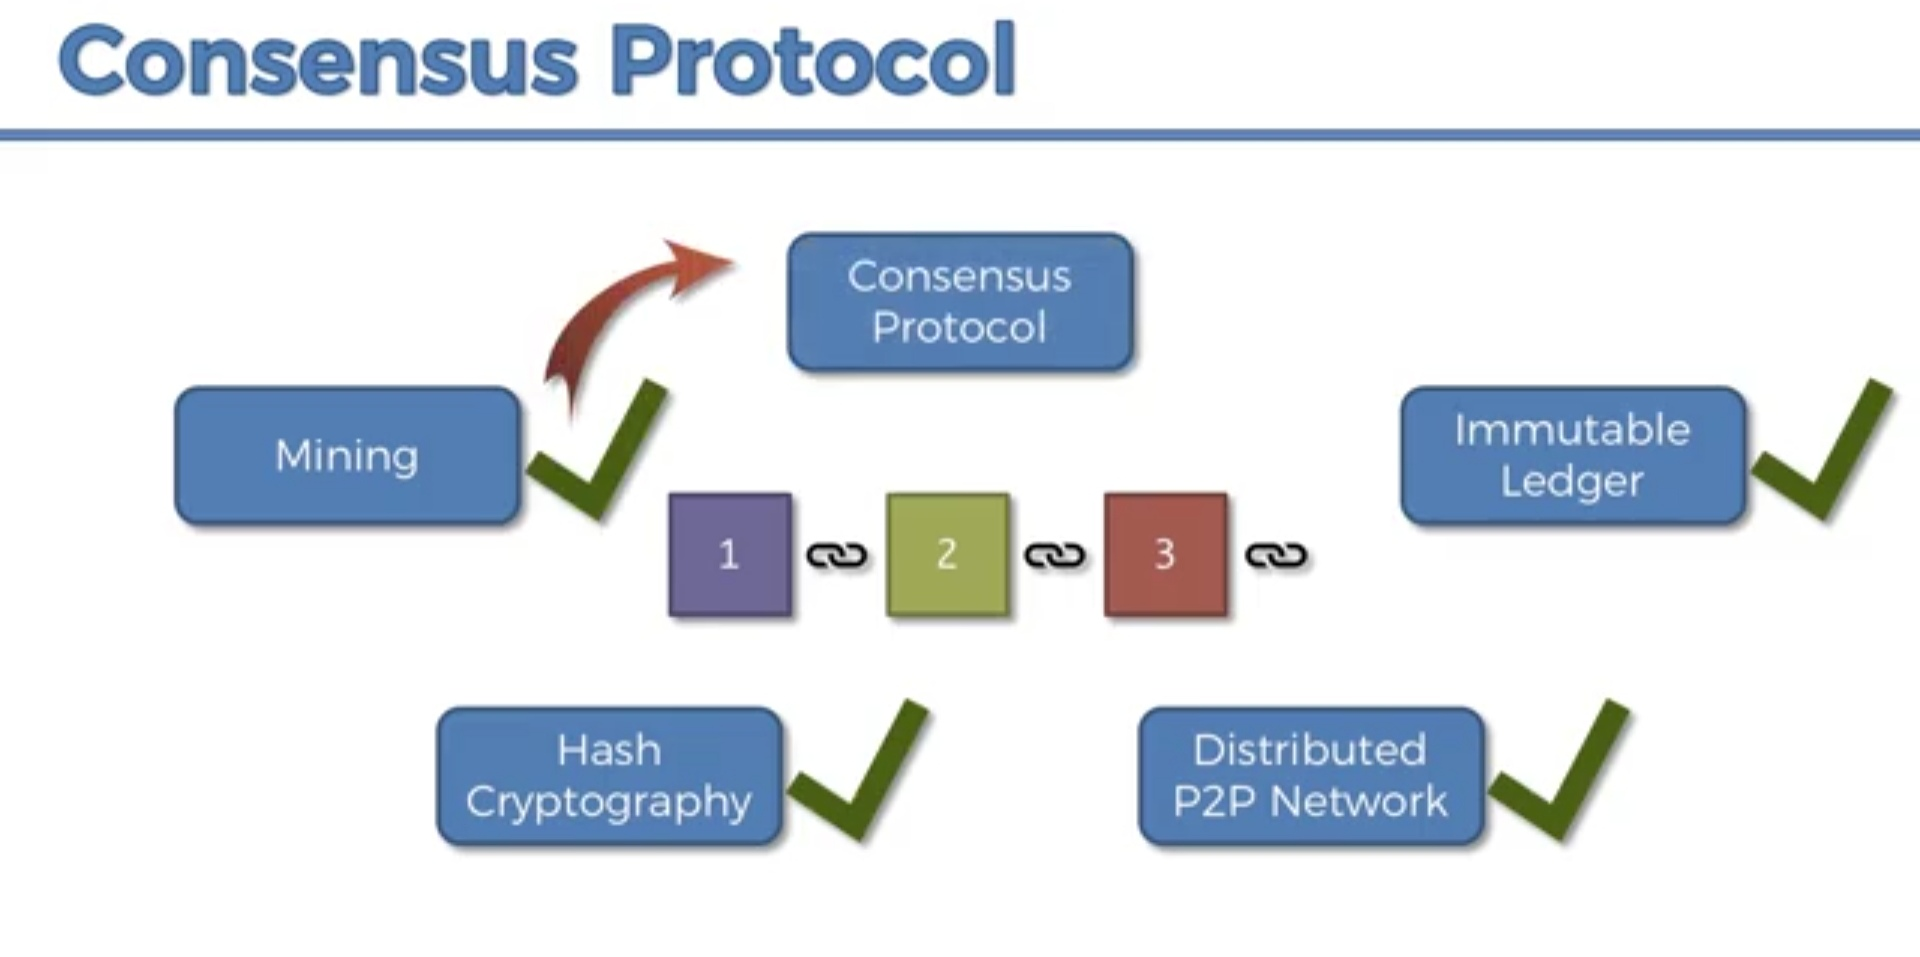 Consensus Protocol
Consensus
Protocol
Mining
Immutable
Ledger
1
2
3
Hash
Cryptography
Distributed
P2P Network